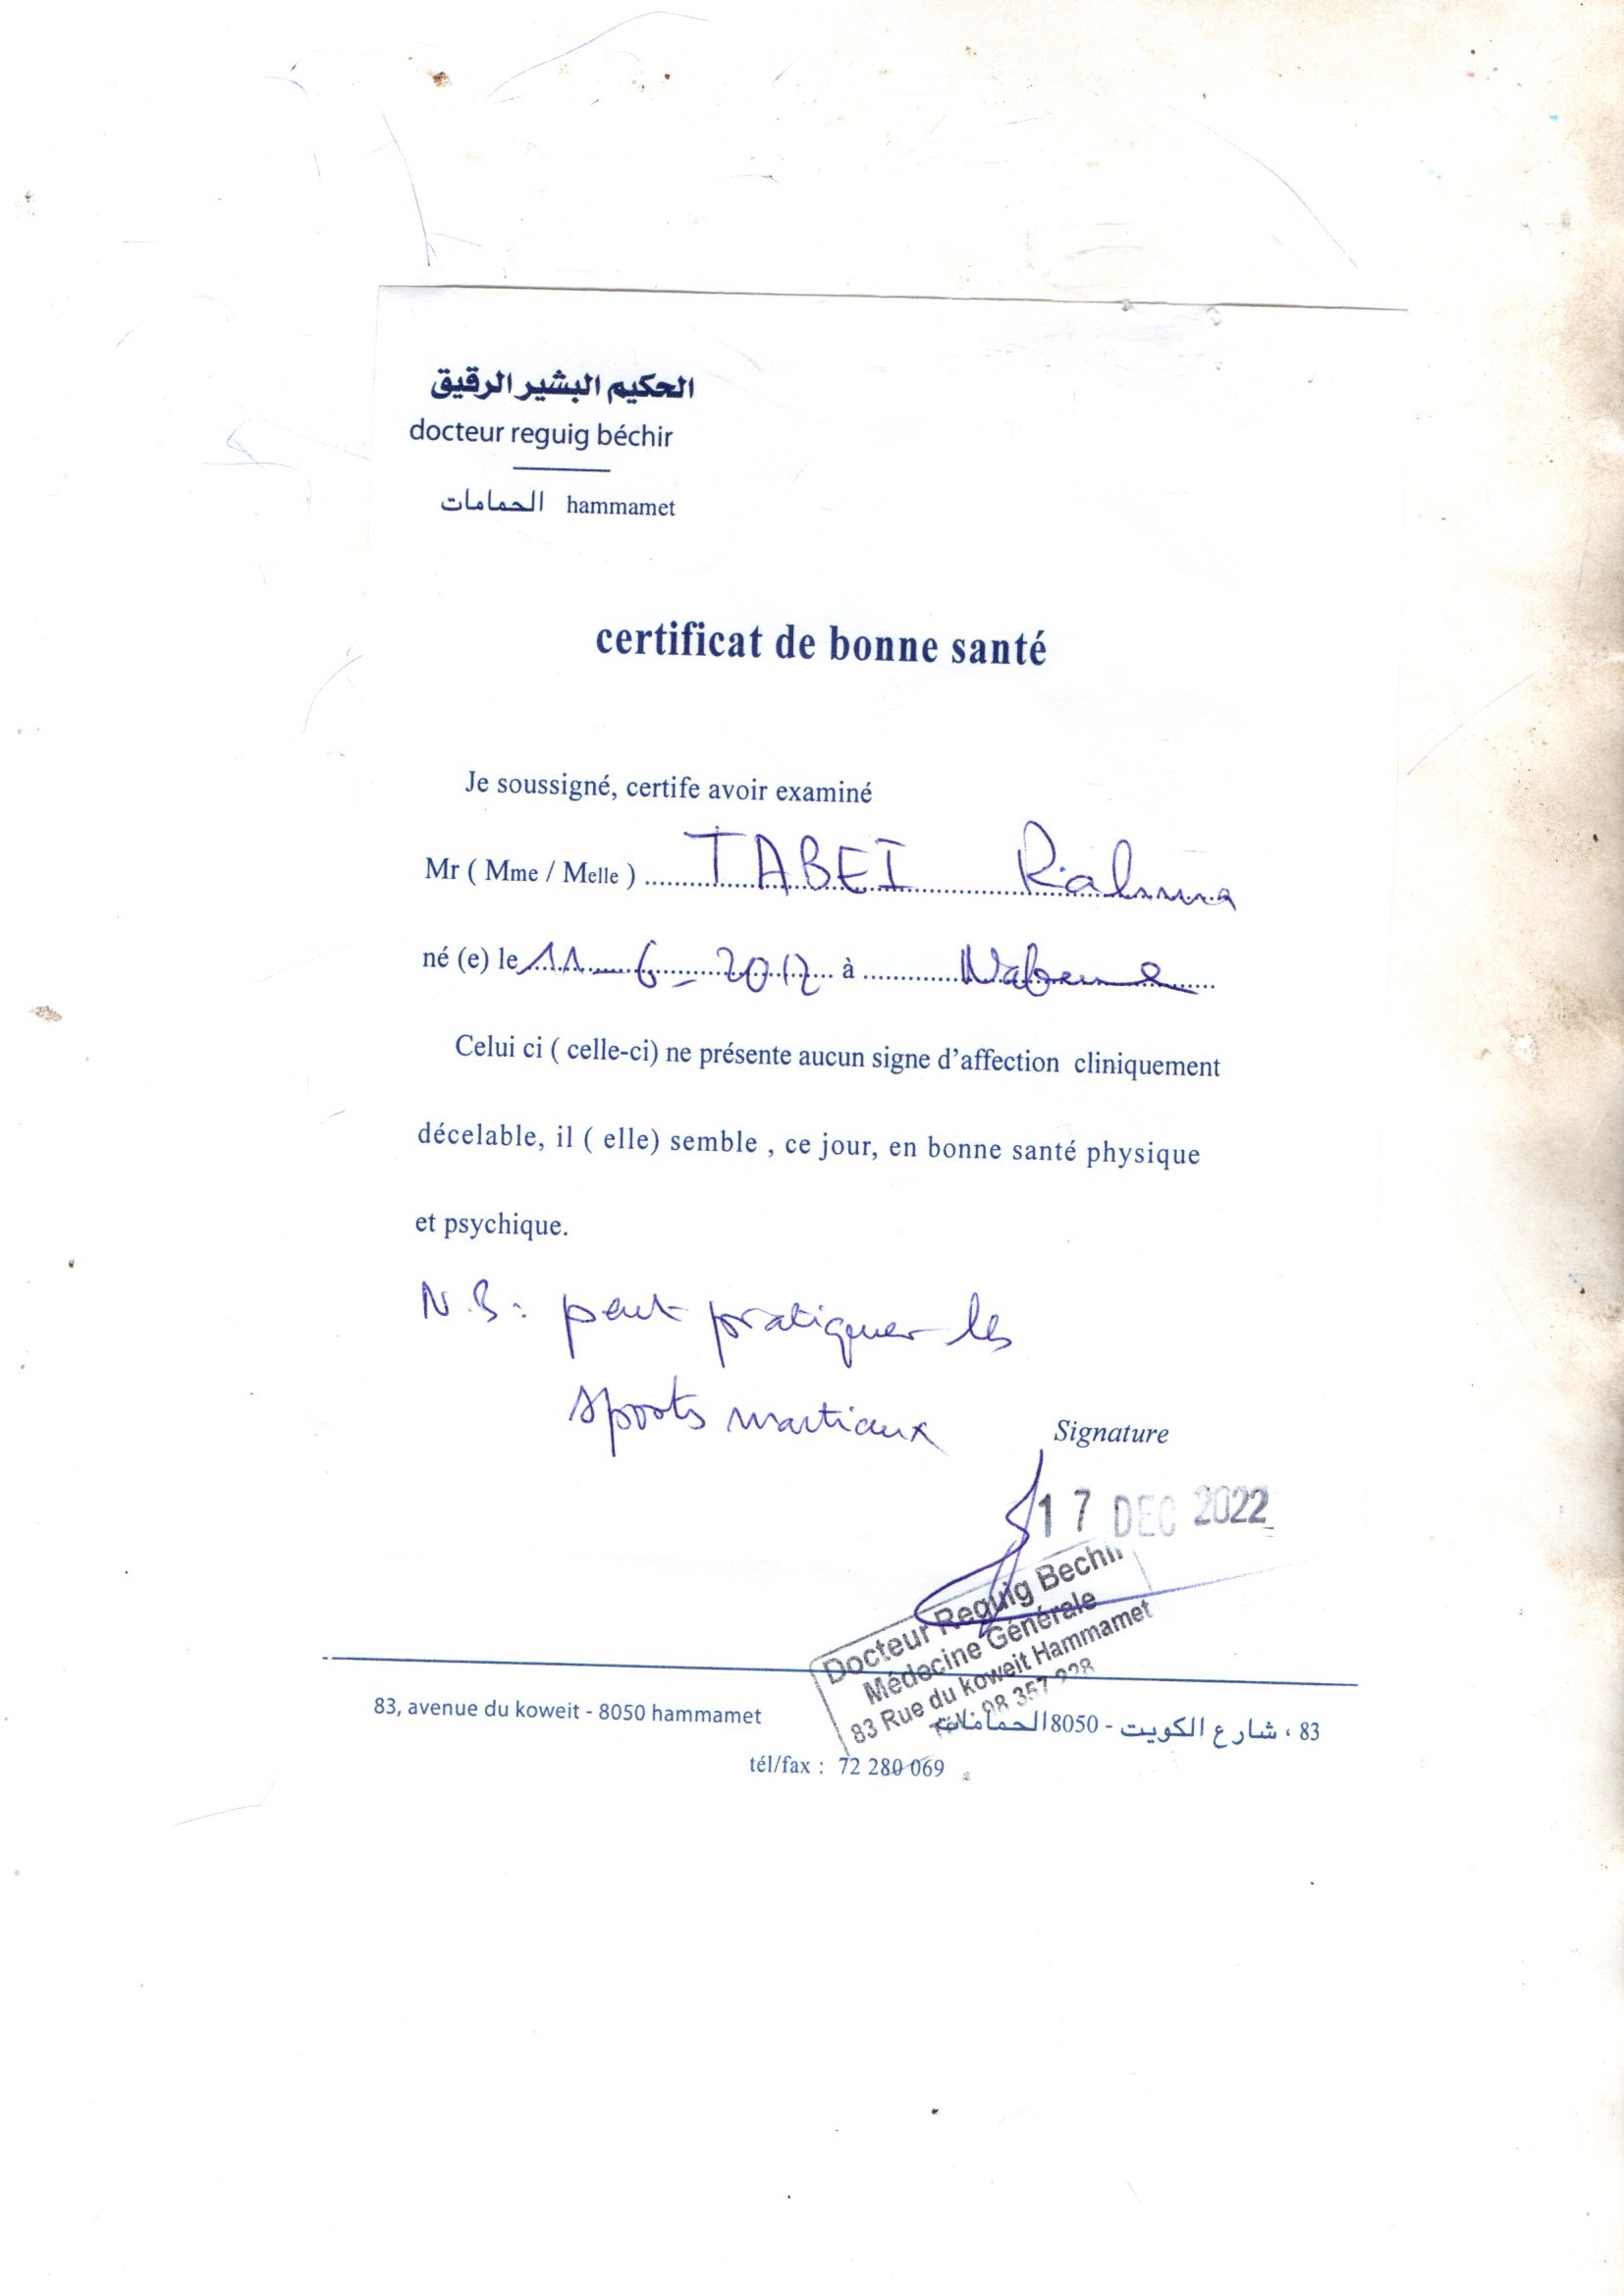 الحكيم البشير الرقيق
docteur reguig béchir
الحمامات hammamet
certificat de bonne santé
Je soussigné, certife avoir examiné
Mr ( Mme / Melle ) TABEI Rahma
né (e) le 11 - 6 - 2012 à Nabeul
Celui ci ( celle-ci) ne présente aucun signe d’affection cliniquement
décelable, il ( elle) semble , ce jour, en bonne santé physique
et psychique.
N.B: peut pratiquer les
sports martiaux
Signature
17 DEC 2022
Docteur Reguig Bechir
Médecine Générale
83 Rue du koweit Hammamet
98 357
83, avenue du koweit - 8050 hammamet
83 ، شارع الكويت - 8050 الحمامات
tél/fax : 72 280 069